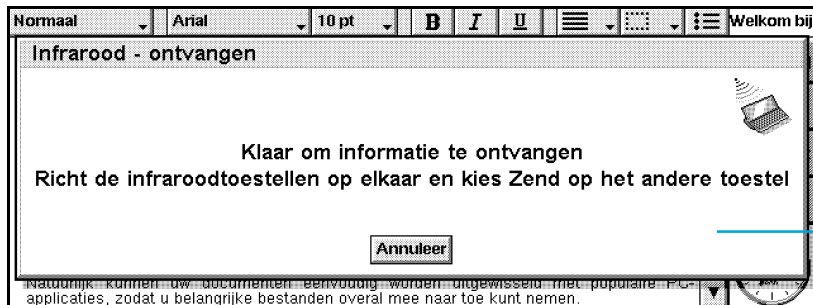 Normaal Arial 10 pt B I U Welkom bij
Infrarood - ontvangen
Klaar om informatie te ontvangen
Richt de infraroodtoestellen op elkaar en kies Zend op het andere toestel
Annuleer
Natuurlijk kunnen uw documenten eenvoudig worden uitgewisseld met populaire PC-
applicaties, zodat u belangrijke bestanden overal mee naar toe kunt nemen.